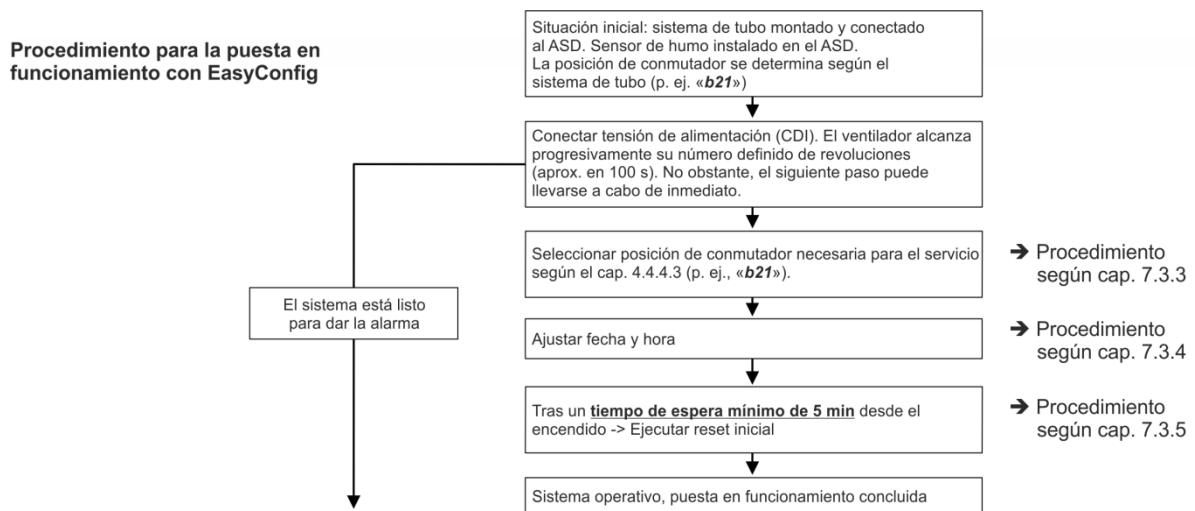 Procedimiento para la puesta en
funcionamiento con EasyConfig
Situación inicial: sistema de tubo montado y conectado
al ASD. Sensor de humo instalado en el ASD.
La posición de conmutador se determina según el
sistema de tubo (p. ej. «b21»)
Conectar tensión de alimentación (CDI). El ventilador alcanza
progresivamente su número definido de revoluciones
(aprox. en 100 s). No obstante, el siguiente paso puede
llevarse a cabo de inmediato.
Seleccionar posición de conmutador necesaria para el servicio
según el cap. 4.4.4.3 (p. ej., «b21»).
➔ Procedimiento
según cap. 7.3.3
El sistema está listo
para dar la alarma
Ajustar fecha y hora
➔ Procedimiento
según cap. 7.3.4
Tras un tiempo de espera mínimo de 5 min desde el
encendido -> Ejecutar reset inicial
➔ Procedimiento
según cap. 7.3.5
Sistema operativo, puesta en funcionamiento concluida